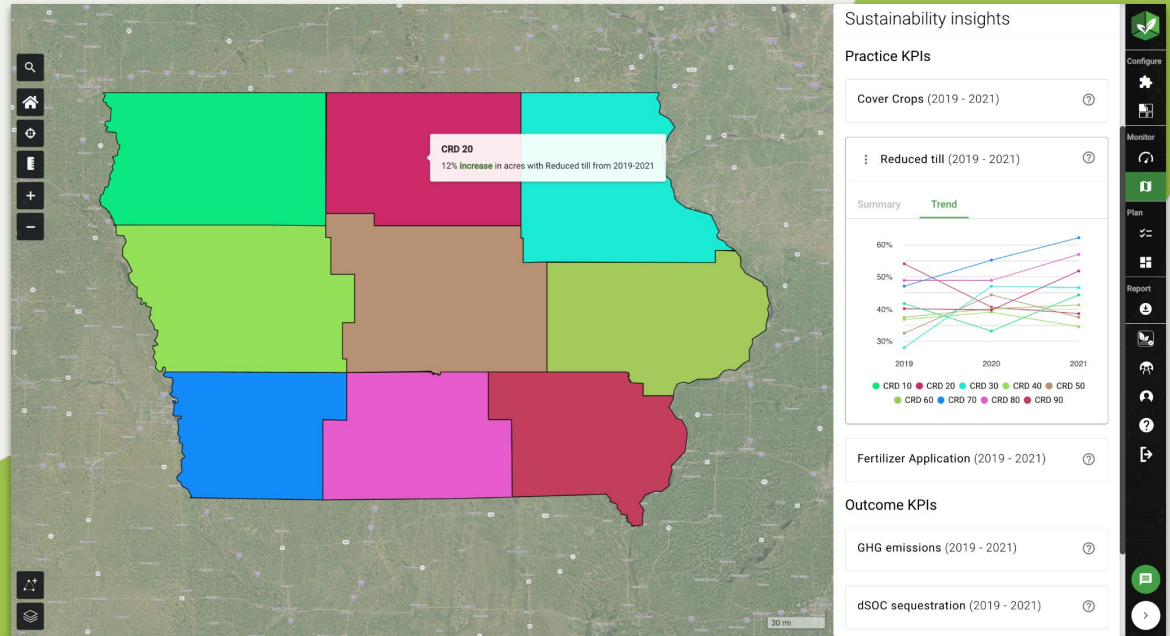 Sustainability insights
Practice KPIs
Cover Crops (2019 - 2021)
Reduced till (2019 - 2021)
Summary
Trend
60%
50%
40%
30%
2019
2020
2021
CRD 10
CRD 20
CRD 30
CRD 40
CRD 50
CRD 60
CRD 70
CRD 80
CRD 90
Fertilizer Application (2019 - 2021)
Outcome KPIs
GHG emissions (2019 - 2021)
dSOC sequestration (2019 - 2021)
CRD 20
12% increase in acres with Reduced till from 2019-2021
30 mi
Configure
Monitor
Plan
Report